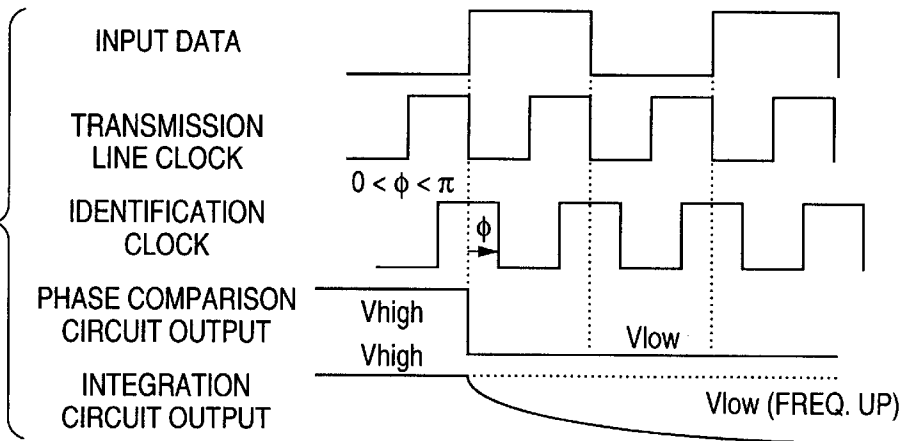 INPUT DATA
TRANSMISSION
LINE CLOCK
0 < φ < π
IDENTIFICATION
CLOCK
φ
PHASE COMPARISON
CIRCUIT OUTPUT
Vhigh
Vlow
Vhigh
INTEGRATION
CIRCUIT OUTPUT
Vlow (FREQ. UP)